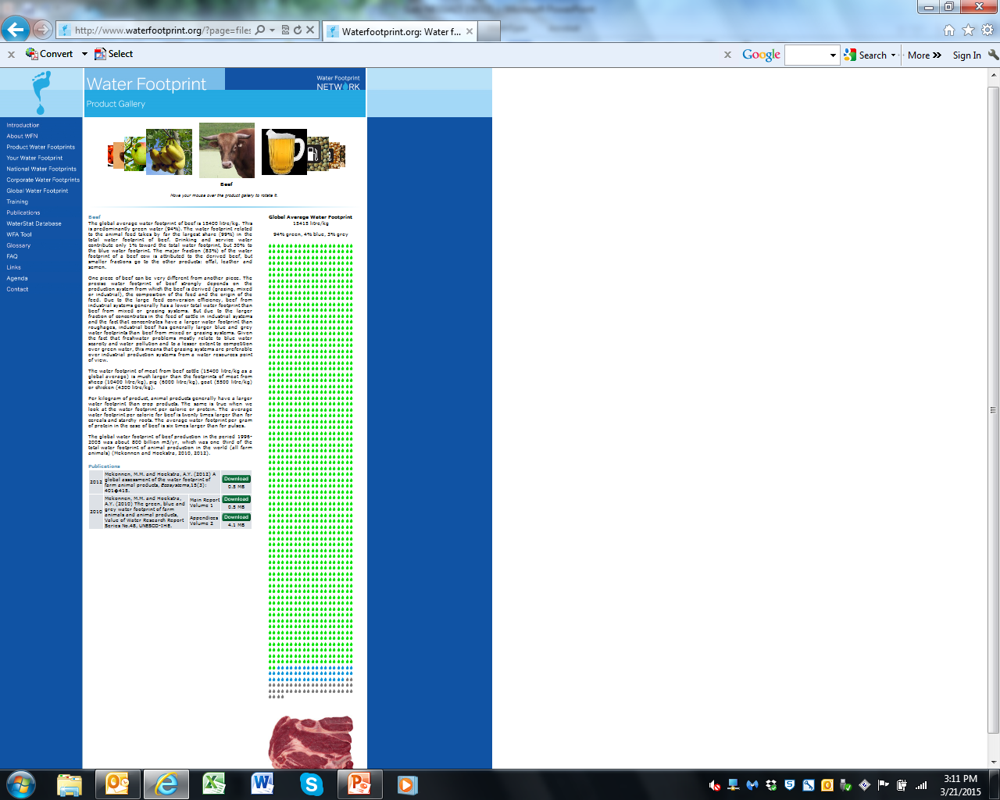 http://www.waterfootprint.org/?page=files
Waterfootprint.org: Water f...
x Convert Select
x Google Search More » Sign In
Water Footprint
Water Footprint
NETWORK
Product Gallery
Introduction
About WFN
Product Water Footprints
Your Water Footprint
National Water Footprints
Corporate Water Footprints
Global Water Footprint
Training
Publications
WaterStat Database
WFA Tool
Glossary
FAQ
Links
Agenda
Contact
Beef
Move your mouse over the product gallery to rotate it.
Beef
The global average water footprint of beef is 15400 litre/kg. This
is predominantly green water (94%). The water footprint related
to the animal feed takes by far the largest share (99%) in the
total water footprint of beef. Drinking and service water
contribute only 1% toward the total water footprint, but 30% to
the blue water footprint. The major fraction (83%) of the water
footprint of a beef cow is attributed to the derived beef, but
smaller fractions go to the other products: offal, leather and
semen.
One piece of beef can be very different from another piece. The
precise water footprint of beef strongly depends on the
production system from which the beef is derived (grazing, mixed
or industrial), the composition of the feed and the origin of the
feed. Due to the large feed conversion efficiency, beef from
industrial systems generally has a lower total water footprint than
beef from mixed or grazing systems. But due to the larger
fraction of concentrates in the feed of cattle in industrial systems
and the fact that concentrates have a larger water footprint than
roughages, industrial beef has generally larger blue and grey
water footprints than beef from mixed or grazing systems. Given
the fact that freshwater problems mostly relate to blue water
scarcity and water pollution and to a lesser extent to competition
over green water, this means that grazing systems are preferable
over industrial production systems from a water resources point
of view.
The water footprint of meat from beef cattle (15400 litre/kg as a
global average) is much larger than the footprints of meat from
sheep (10400 litre/kg), pig (6000 litre/kg), goat (5500 litre/kg)
or chicken (4300 litre/kg).
Per kilogram of product, animal products generally have a larger
water footprint than crop products. The same is true when we
look at the water footprint per calorie or protein. The average
water footprint per calorie for beef is twenty times larger than for
cereals and starchy roots. The average water footprint per gram
of protein in the case of beef is six times larger than for pulses.
The global water footprint of beef production in the period 1996-
2005 was about 800 billion m3/yr, which was one third of the
total water footprint of animal production in the world (all farm
animals) (Mekonnen and Hoekstra, 2010, 2012).
Publications
2012 Mekonnen, M.M. and Hoekstra, A.Y. (2012) A
global assessment of the water footprint of
farm animal products, Ecosystems,15(3):
401�415.
Download
0.5 MB
2010 Mekonnen, M.M. and Hoekstra,
A.Y. (2010) The green, blue and
grey water footprint of farm
animals and animal products,
Value of Water Research Report
Series No.48, UNESCO-IHE.
Main Report
Volume 1
Download
0.5 MB
Appendices
Volume 2
Download
4.1 MB
Global Average Water Footprint
15415 litre/kg
94% green, 4% blue, 3% grey
3:11 PM
3/21/2015